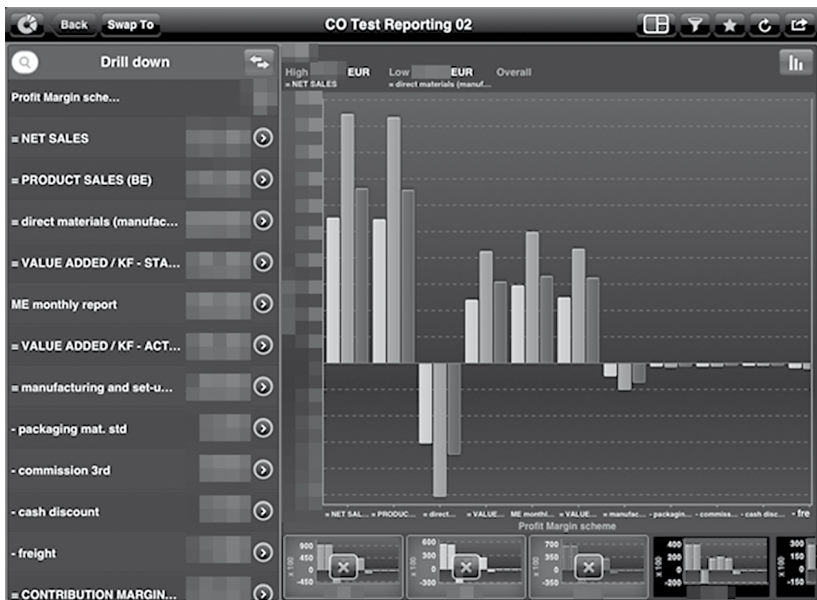 Back Swap To CO Test Reporting 02
Drill down
Profit Margin sche...
= NET SALES
= PRODUCT SALES (BE)
= direct materials (manufac...
= VALUE ADDED / KF - STA...
ME monthly report
= VALUE ADDED / KF - ACT...
= manufacturing and set-u...
- packaging mat. std
- commission 3rd
- cash discount
- freight
= CONTRIBUTION MARGIN...
High EUR Low EUR Overall
= NET SALES = direct materials (manuf...
= NET SAL... = PRODUC... = direct... = VALUE... ME monthl... = VALUE... = manufac... - packagin... - commiss... - cash disc... - fre
Profit Margin scheme
x 100 900 450 0 -450
x 100 600 300 0 -300
x 100 700 350 0 -350
x 100 400 300 0 -200
x 100 300 150 0 -150